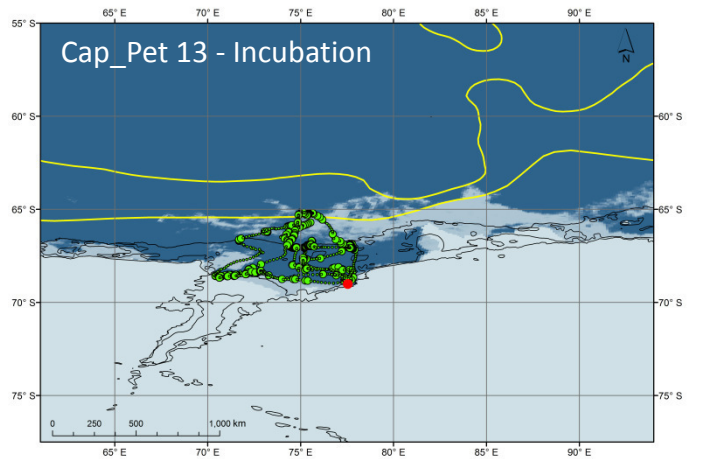 65° E 70° E 75° E 80° E 85° E 90° E
55° S
Cap_Pet 13 - Incubation
N
60° S 60° S
65° S 65° S
70° S 70° S
75° S 75° S
0 250 500 1,000 km
65° E 70° E 75° E 80° E 85° E 90° E